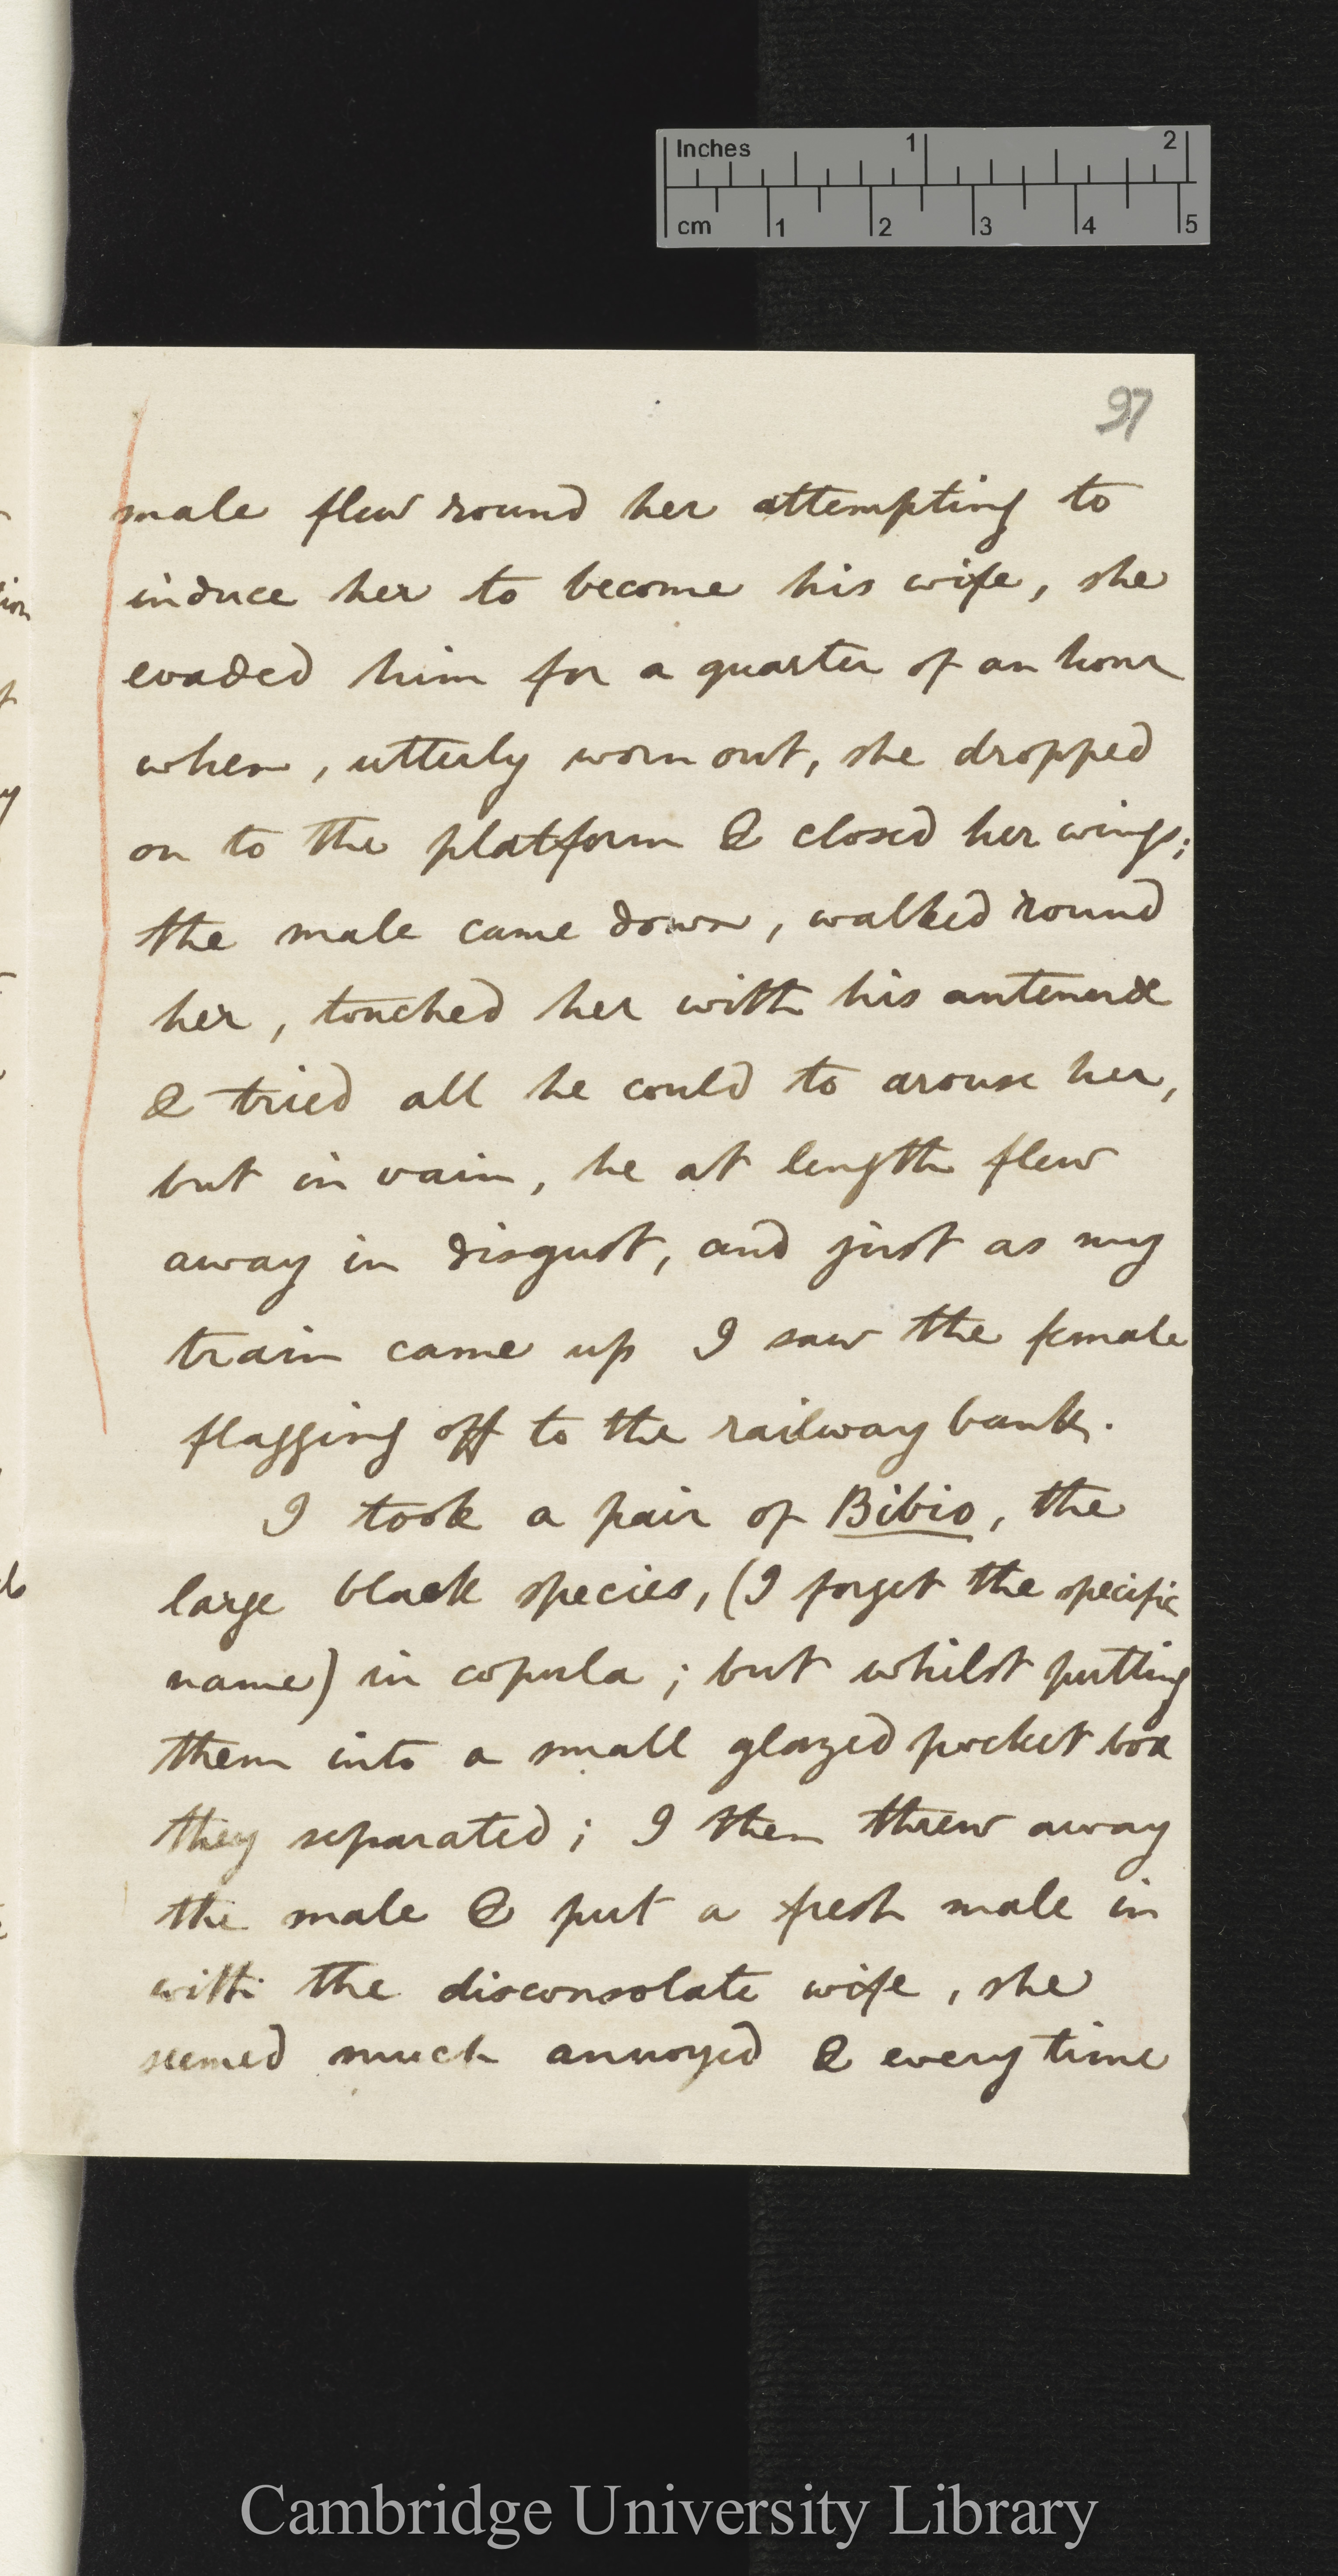 Inches 1 2
cm 1 2 3 4 5
97
male flew round her attempting to
induce her to become his wife, she
evaded him for a quarter of an hour
when, utterly worn out, she dropped
on to the platform & closed her wings;
the male came down, walked round
her, touched her with his antennæ
& tried all he could to arouse her,
but in vain, he at length flew
away in disgust, and just as my
train came up I saw the female
flagging off to the railway bank.
I took a pair of Bibio, the
large black species, (I forget the specific
name) in copula; but whilst putting
them into a small glazed pocket box
they separated; I then threw away
the male & put a fresh male in
with the disconsolate wife, she
seemed much annoyed & every time
Cambridge University Library